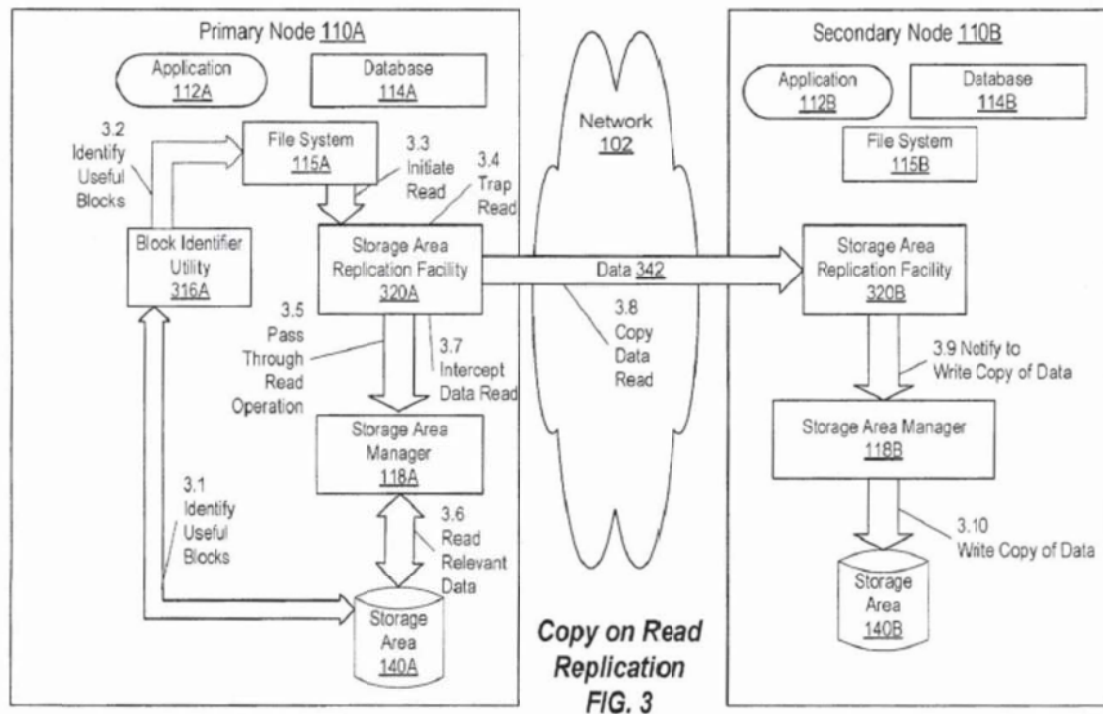 Primary Node 110A
Application
112A
Database
114A
3.2
Identify
Useful
Blocks
File System
115A
3.3
Initiate
Read
3.4
Trap
Read
Block Identifier
Utility
316A
Storage Area
Replication Facility
320A
3.5
Pass
Through
Read
Operation
3.7
Intercept
Data Read
Storage Area
Manager
118A
3.1
Identify
Useful
Blocks
3.6
Read
Relevant
Data
Storage
Area
140A
Network
102
Data 342
3.8
Copy
Data
Read
Copy on Read
Replication
FIG. 3
Secondary Node 110B
Application
112B
Database
114B
File System
115B
Storage Area
Replication Facility
320B
3.9 Notify to
Write Copy of Data
Storage Area Manager
118B
3.10
Write Copy of Data
Storage
Area
140B